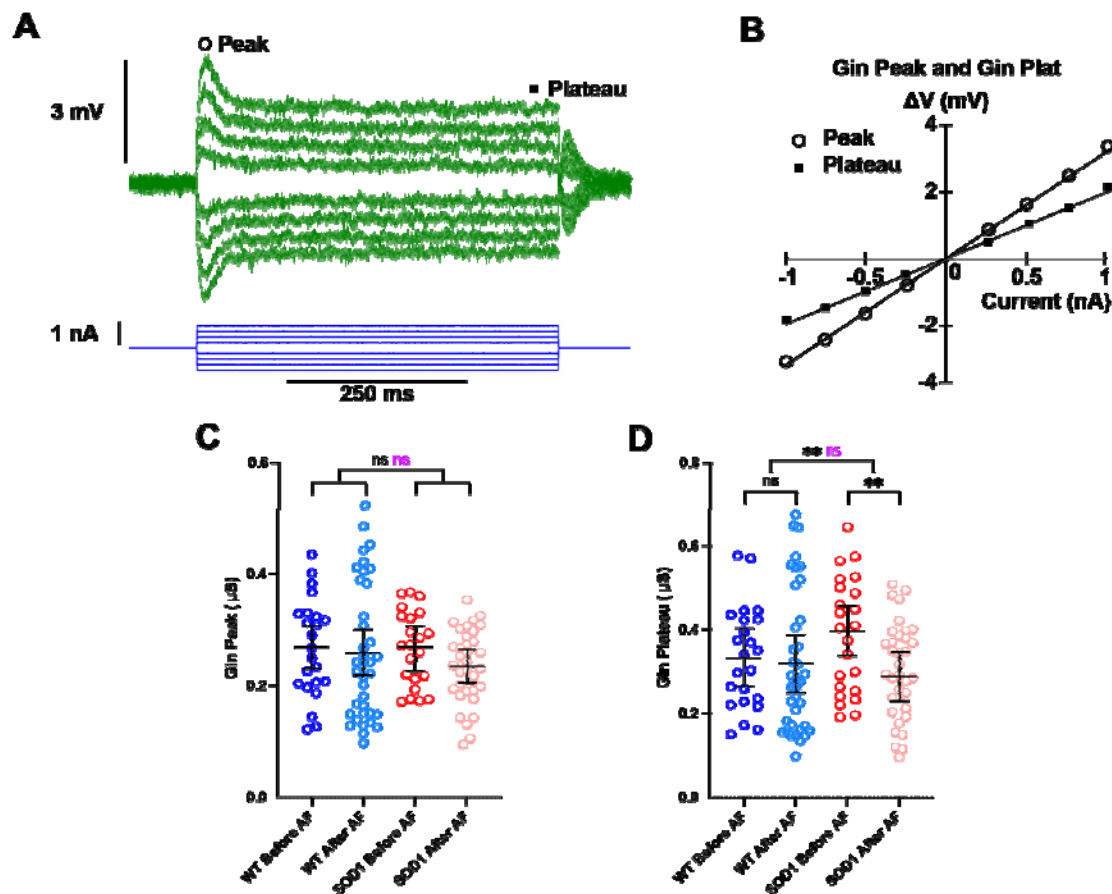 A
Peak
3 mV
Plateau
1 nA
250 ms
B
Gin Peak and Gin Plat
ΔV (mV)
Peak
Plateau
4
2
-1
-0.5
0
0.5
1
Current (nA)
-2
-4
C
ns ns
0.6
0.4
0.2
0.0
Gin Peak ( µS)
WT Before AF
WT After AF
SOD1 Before AF
SOD1 After AF
D
** ns
ns
**
0.8
0.6
0.4
0.2
0.0
Gin Plateau ( µS)
WT Before AF
WT After AF
SOD1 Before AF
SOD1 After AF